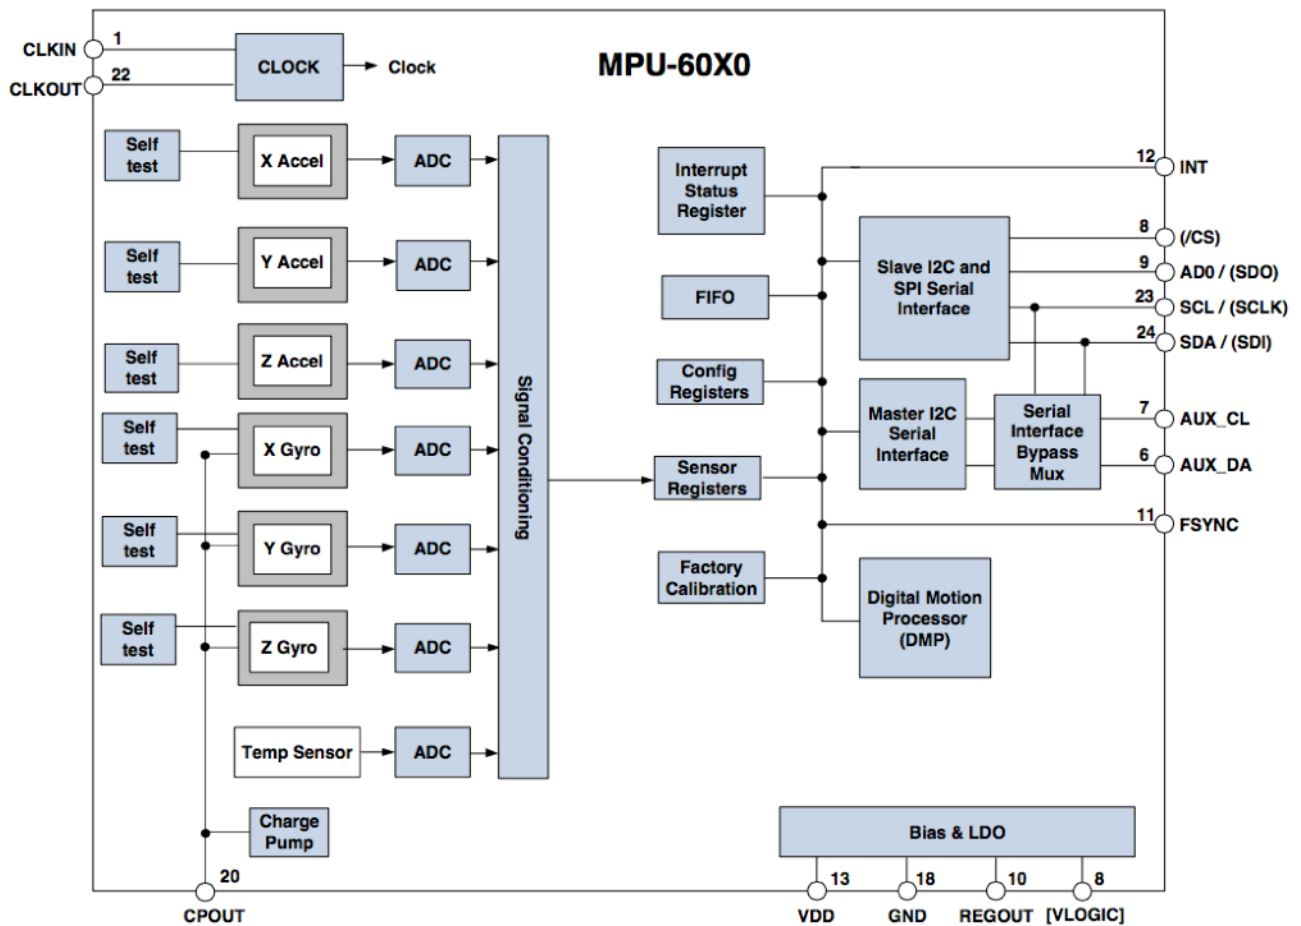 MPU-60X0
CLKIN
1
CLKOUT
22
CLOCK
Clock
Self
test
X Accel
ADC
Self
test
Y Accel
ADC
Self
test
Z Accel
ADC
Self
test
X Gyro
ADC
Self
test
Y Gyro
ADC
Self
test
Z Gyro
ADC
Temp Sensor
ADC
Charge
Pump
20
CPOUT
Signal Conditioning
Interrupt
Status
Register
FIFO
Config
Registers
Sensor
Registers
Factory
Calibration
Slave I2C and
SPI Serial
Interface
Master I2C
Serial
Interface
Serial
Interface
Bypass
Mux
Digital Motion
Processor
(DMP)
12
INT
8
(/CS)
9
AD0 / (SDO)
23
SCL / (SCLK)
24
SDA / (SDI)
7
AUX_CL
6
AUX_DA
11
FSYNC
Bias & LDO
13
VDD
18
GND
10
REGOUT
8
[VLOGIC]